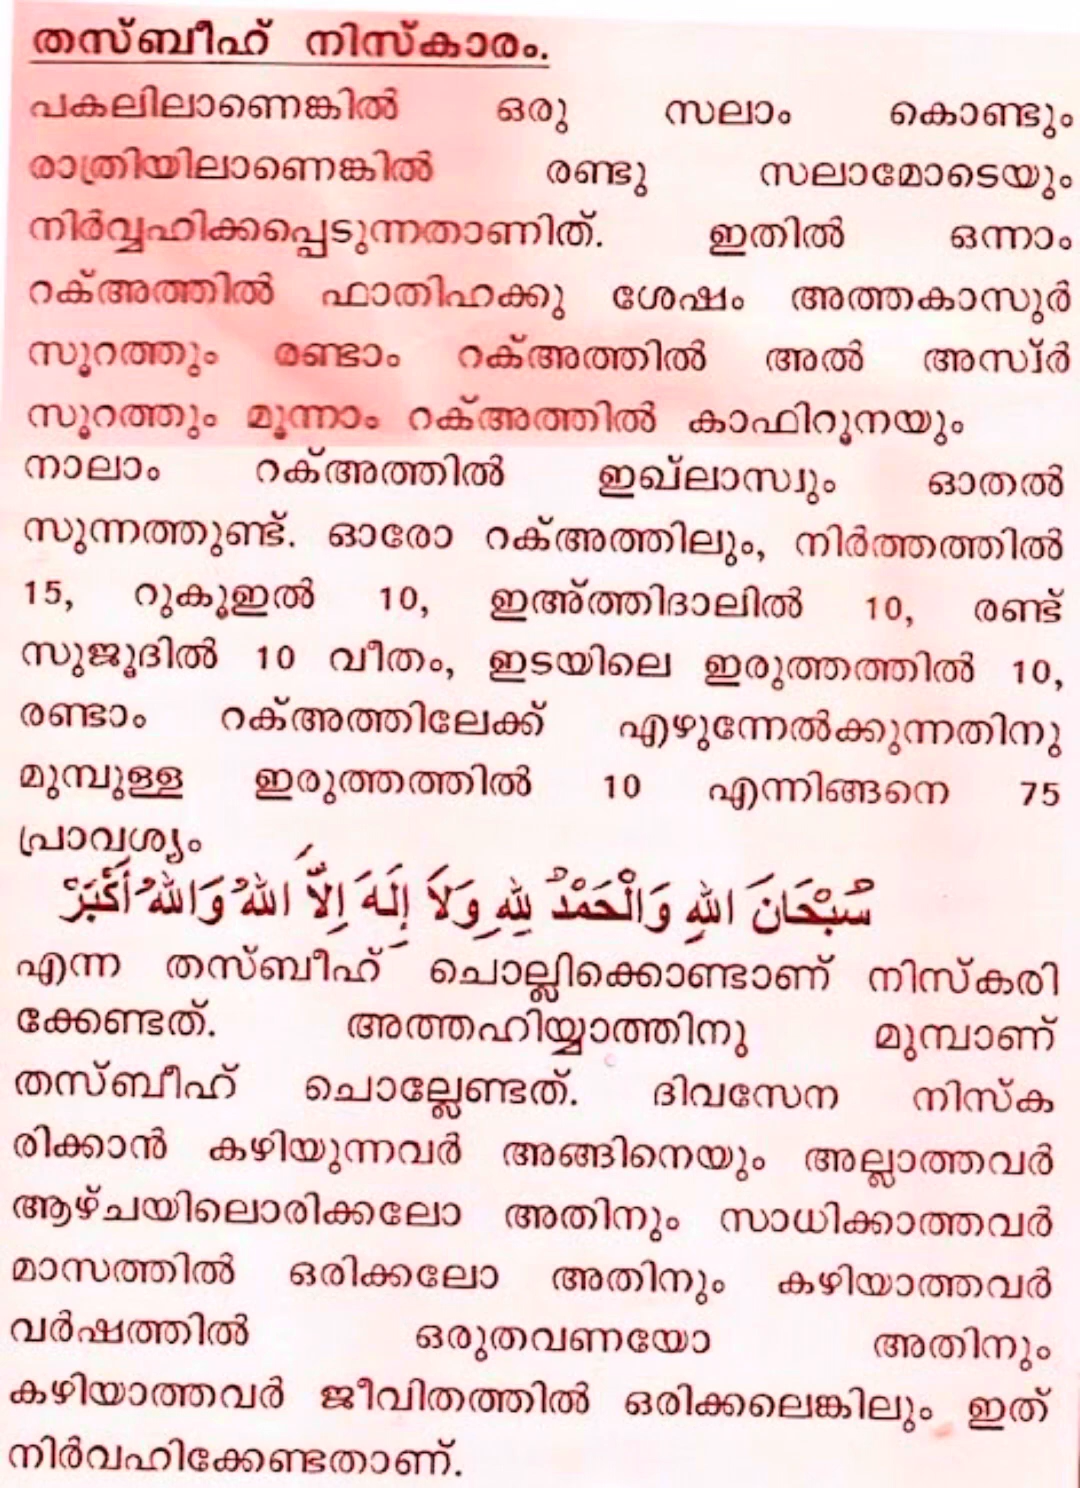 തസ്ബീഹ് നിസ്കാരം.
പകലിലാണെങ്കിൽ ഒരു സലാം കൊണ്ടും
രാത്രിയിലാണെങ്കിൽ രണ്ടു സലാമോടെയും
നിർവ്വഹിക്കപ്പെടുന്നതാണിത്. ഇതിൽ ഒന്നാം
റക്അത്തിൽ ഫാതിഹക്കു ശേഷം അത്തകാസുർ
സൂറത്തും രണ്ടാം റക്അത്തിൽ അൽ അസ്വ്ർ
സൂറത്തും മൂന്നാം റക്അത്തിൽ കാഫിറൂനയും
നാലാം റക്അത്തിൽ ഇഖ്ലാസ്വും ഓതൽ
സുന്നത്തുണ്ട്. ഓരോ റക്അത്തിലും, നിർത്തത്തിൽ
15, റുകൂഇൽ 10, ഇഅ്ത്തിദാലിൽ 10, രണ്ട്
സുജൂദിൽ 10 വീതം, ഇടയിലെ ഇരുത്തത്തിൽ 10,
രണ്ടാം റക്അത്തിലേക്ക് എഴുന്നേൽക്കുന്നതിനു
മുമ്പുള്ള ഇരുത്തത്തിൽ 10 എന്നിങ്ങനെ 75
പ്രാവശ്യം
سُبْحَانَ اللهِ وَالْحَمْدُ لِلهِ وَلَا إِلَهَ إِلاَّ اللهُ وَاللهُ أَكْبَرْ
എന്ന തസ്ബീഹ് ചൊല്ലിക്കൊണ്ടാണ് നിസ്കരി
ക്കേണ്ടത്. അത്തഹിയ്യാത്തിനു മുമ്പാണ്
തസ്ബീഹ് ചൊല്ലേണ്ടത്. ദിവസേന നിസ്ക
രിക്കാൻ കഴിയുന്നവർ അങ്ങിനെയും അല്ലാത്തവർ
ആഴ്ചയിലൊരിക്കലോ അതിനും സാധിക്കാത്തവർ
മാസത്തിൽ ഒരിക്കലോ അതിനും കഴിയാത്തവർ
വർഷത്തിൽ ഒരുതവണയോ അതിനും
കഴിയാത്തവർ ജീവിതത്തിൽ ഒരിക്കലെങ്കിലും ഇത്
നിർവഹിക്കേണ്ടതാണ്.